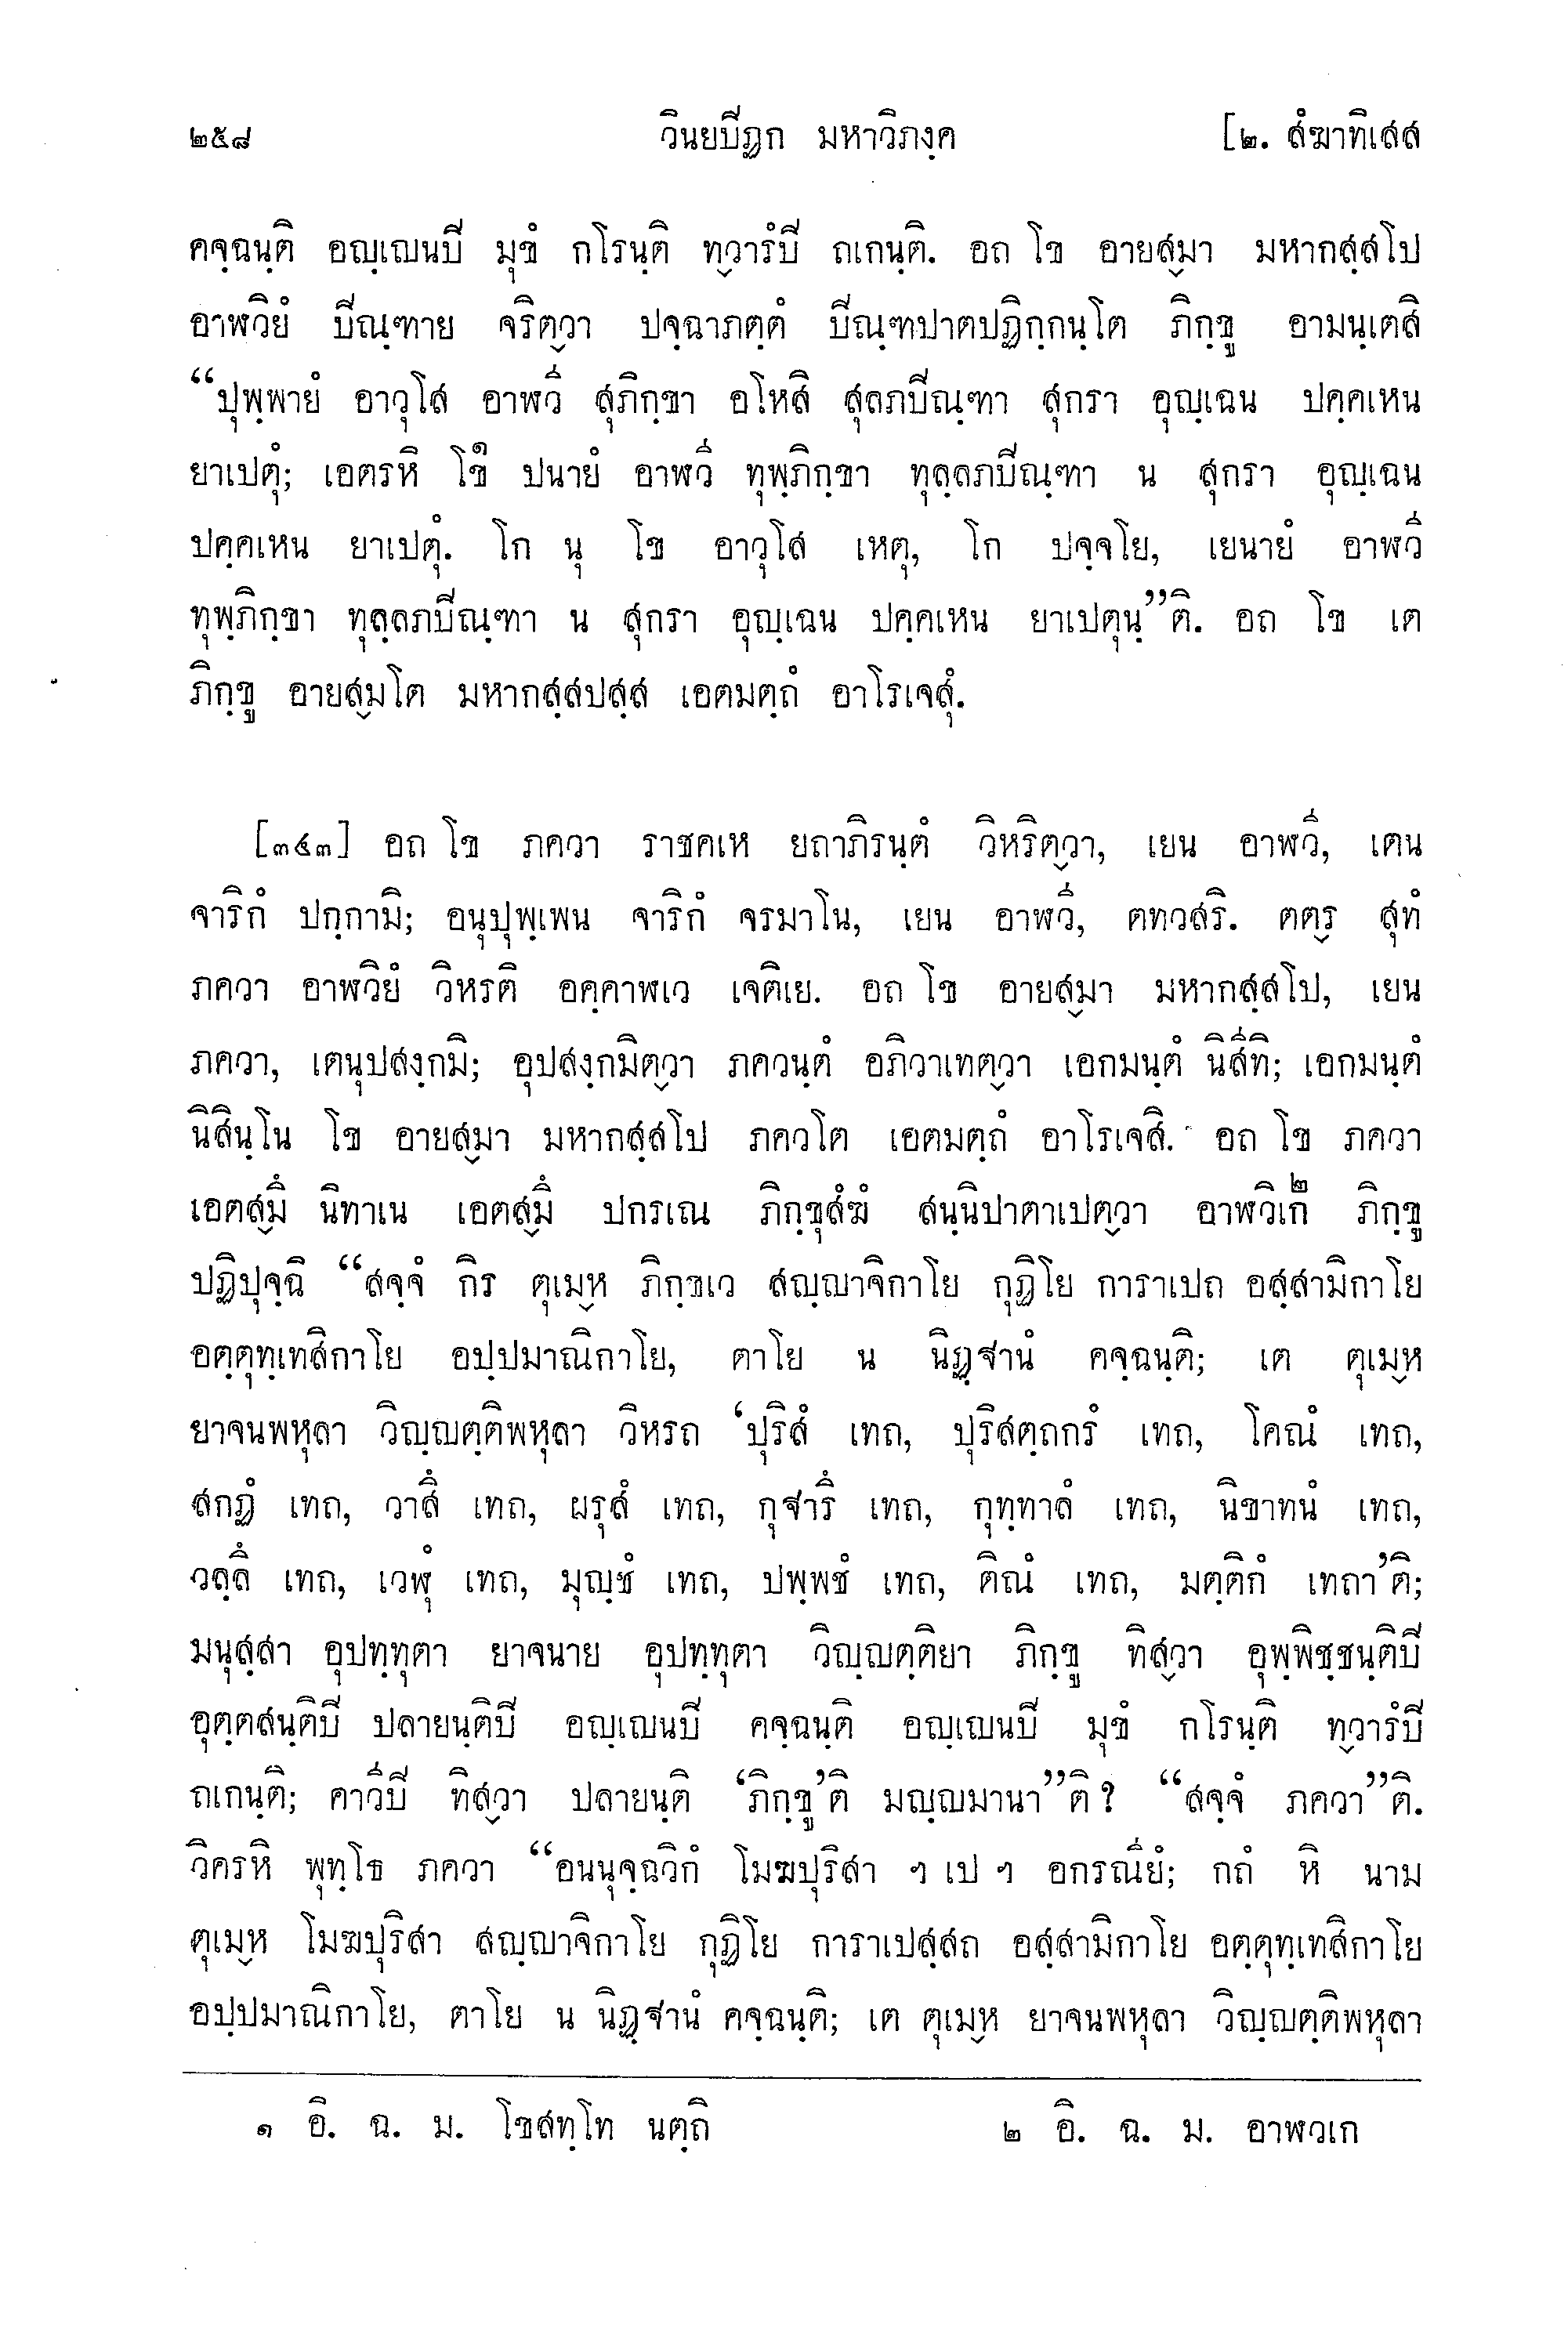 ๒๕๘ วินยปิฎก มหาวิภงฺค [๒. สํฆาทิเสส
คจฺฉนฺติ อญฺเญนปิ มุขํ กโรนฺติ ทฺวารํปิ ถเกนฺติ. อถ โข อายสฺมา มหากสฺสโป
อาฬวิยํ ปิณฺฑาย จริตฺวา ปจฺฉาภตฺตํ ปิณฺฑปาตปฏิกฺกนฺโต ภิกฺขู อามนฺเตสิ
“ปุพฺพายํ อาวุโส อาฬวี สุภิกฺขา อโหสิ สุลภปิณฺฑา สุกรา อุญฺเฉน ปคฺคเหน
ยาเปตุํ; เอตรหิ โข๑ ปนายํ อาฬวี ทุพฺภิกฺขา ทุลฺลภปิณฺฑา น สุกรา อุญฺเฉน
ปคฺคเหน ยาเปตุํ. โก นุ โข อาวุโส เหตุ, โก ปจฺจโย, เยนายํ อาฬวี
ทุพฺภิกฺขา ทุลฺลภปิณฺฑา น สุกรา อุญฺเฉน ปคฺคเหน ยาเปตุนฺ”ติ. อถ โข เต
ภิกฺขู อายสฺมโต มหากสฺสปสฺส เอตมตฺถํ อาโรเจสุํ.
[๓๔๓] อถ โข ภควา ราชคเห ยถาภิรนฺตํ วิหริตฺวา, เยน อาฬวี, เตน
จาริกํ ปกฺกามิ; อนุปุพฺเพน จาริกํ จรมาโน, เยน อาฬวี, ตทวสริ. ตตฺร สุทํ
ภควา อาฬวิยํ วิหรติ อคฺคาฬเว เจติเย. อถ โข อายสฺมา มหากสฺสโป, เยน
ภควา, เตนุปสงฺกมิ; อุปสงฺกมิตฺวา ภควนฺตํ อภิวาเทตฺวา เอกมนฺตํ นิสีทิ; เอกมนฺตํ
นิสินฺโน โข อายสฺมา มหากสฺสโป ภควโต เอตมตฺถํ อาโรเจสิ. อถ โข ภควา
เอตสฺมึ นิทาเน เอตสฺมึ ปกรเณ ภิกฺขุสํฆํ สนฺนิปาตาเปตฺวา อาฬวิเก๒ ภิกฺขู
ปฏิปุจฺฉิ “สจฺจํ กิร ตุเมฺห ภิกฺขเว สญฺญาจิกาโย กุฏิโย การาเปถ อสฺสามิกาโย
อตฺตุทฺเทสิกาโย อปฺปมาณิกาโย, ตาโย น นิฏฺฐานํ คจฺฉนฺติ; เต ตุเมฺห
ยาจนพหุลา วิญฺญตฺติพหุลา วิหรถ ‘ปุริสํ เทถ, ปุริสตฺถกรํ เทถ, โคณํ เทถ,
สกฏํ เทถ, วาสึ เทถ, ผรุสํ เทถ, กุฐารึ เทถ, กุทฺทาลํ เทถ, นิขาทนํ เทถ,
วลฺลึ เทถ, เวฬุํ เทถ, มุญฺชํ เทถ, ปพฺพชํ เทถ, ติณํ เทถ, มตฺติกํ เทถา’ติ;
มนุสฺสา อุปทฺทุตา ยาจนาย อุปทฺทุตา วิญฺญตฺติยา ภิกฺขู ทิสฺวา อุพฺพิชฺชนฺติปิ
อุตฺตสนฺติปิ ปลายนฺติปิ อญฺเญนปิ คจฺฉนฺติ อญฺเญนปิ มุขํ กโรนฺติ ทฺวารํปิ
ถเกนฺติ; คาวีปิ ทิสฺวา ปลายนฺติ ‘ภิกฺขู’ติ มญฺญมานา”ติ ? “สจฺจํ ภควา”ติ.
วิครหิ พุทฺโธ ภควา “อนนุจฺฉวิกํ โมฆปุริสา ฯ เป ฯ อกรณียํ; กถํ หิ นาม
ตุเมฺห โมฆปุริสา สญฺญาจิกาโย กุฏิโย การาเปสฺสถ อสฺสามิกาโย อตฺตุทฺเทสิกาโย
อปฺปมาณิกาโย, ตาโย น นิฏฺฐานํ คจฺฉนฺติ; เต ตุเมฺห ยาจนพหุลา วิญฺญตฺติพหุลา
๑ อิ. ฉ. ม. โขสทฺโท นตฺถิ ๒ อิ. ฉ. ม. อาฬวเก